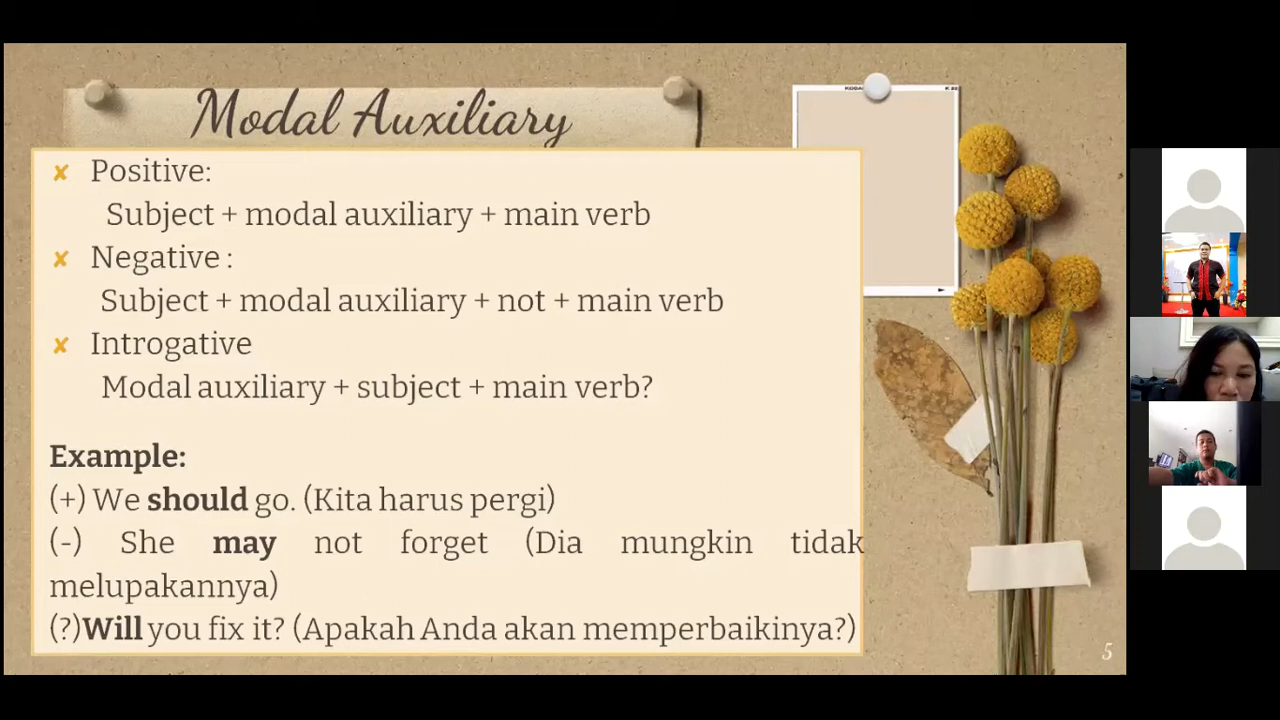 Modal Auxiliary
✘ Positive:
Subject + modal auxiliary + main verb
✘ Negative :
Subject + modal auxiliary + not + main verb
✘ Introgative
Modal auxiliary + subject + main verb?
Example:
(+) We should go. (Kita harus pergi)
(-) She may not forget (Dia mungkin tidak
melupakannya)
(?)Will you fix it? (Apakah Anda akan memperbaikinya?)
5